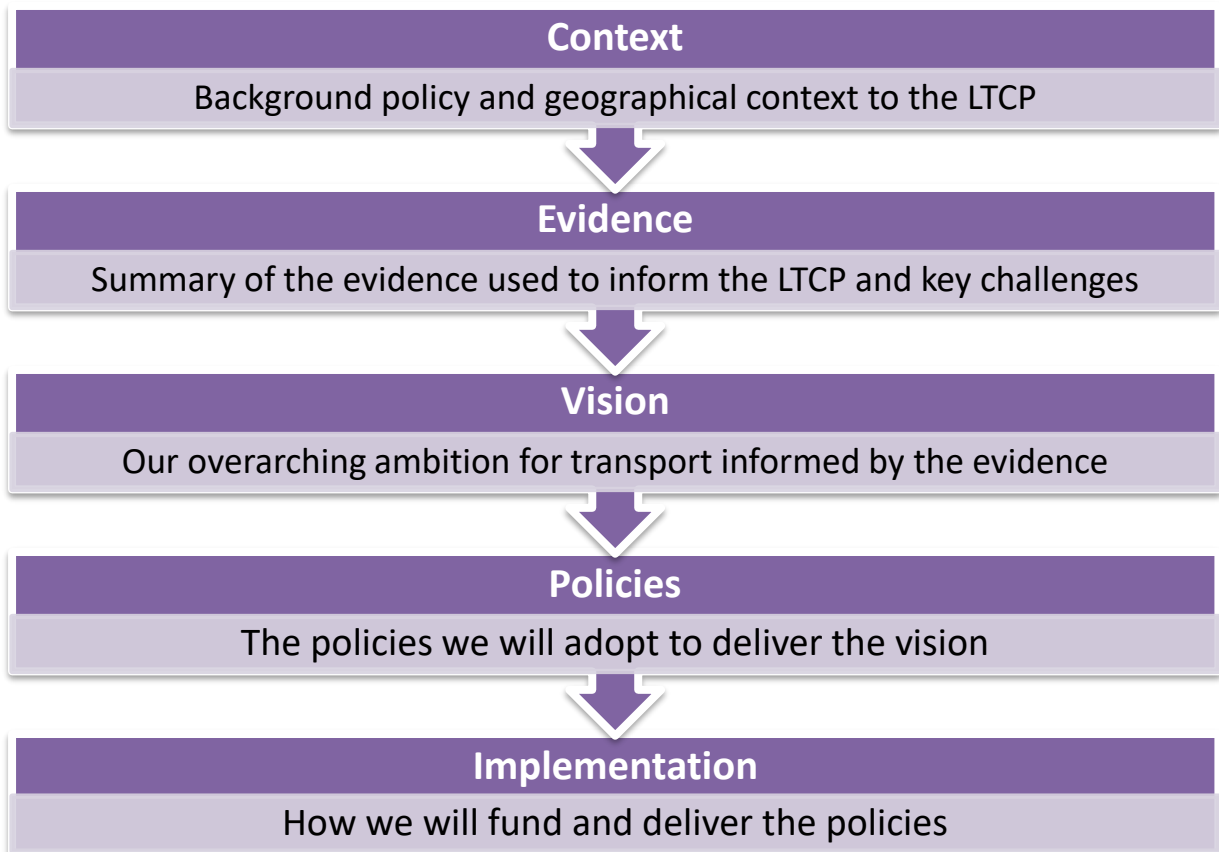 Context
Background policy and geographical context to the LTCP
Evidence
Summary of the evidence used to inform the LTCP and key challenges
Vision
Our overarching ambition for transport informed by the evidence
Policies
The policies we will adopt to deliver the vision
Implementation
How we will fund and deliver the policies